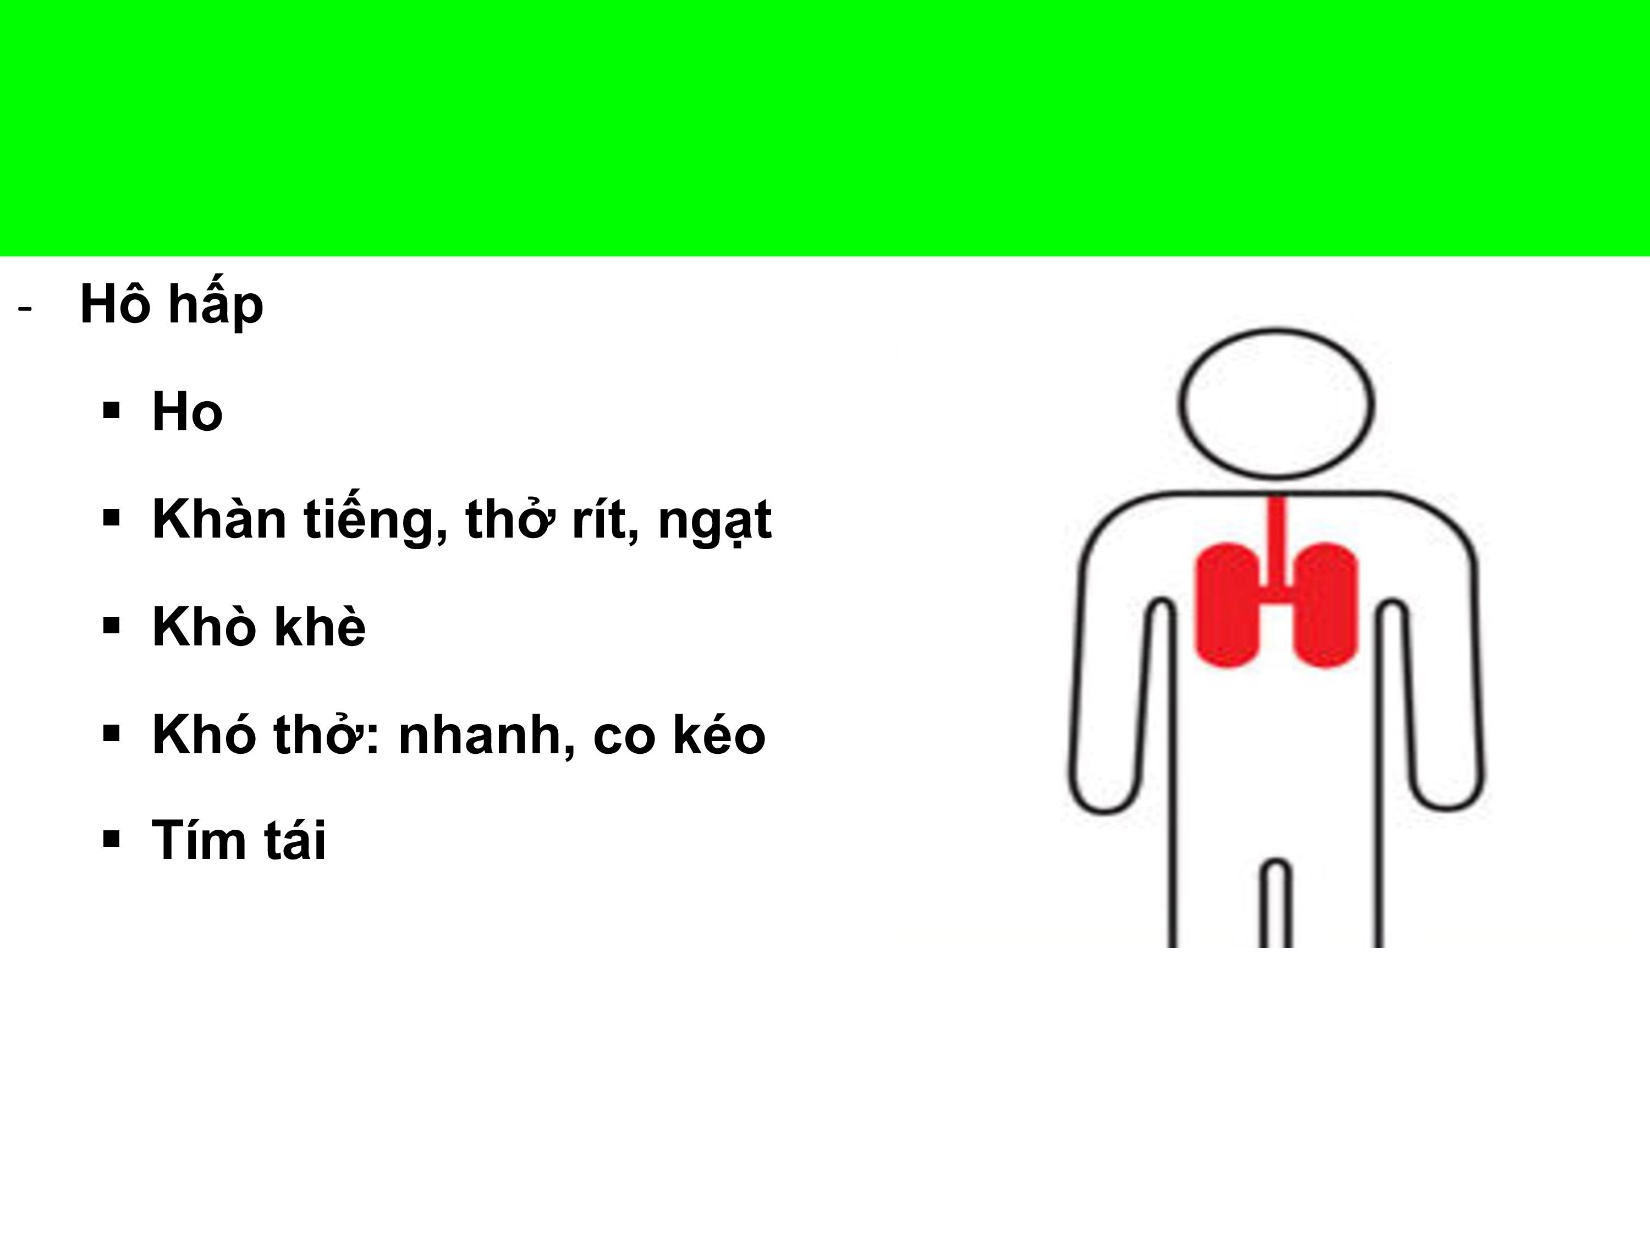 - Hô hấp
▪ Ho
▪ Khàn tiếng, thở rít, ngạt
▪ Khò khè
▪ Khó thở: nhanh, co kéo
▪ Tím tái